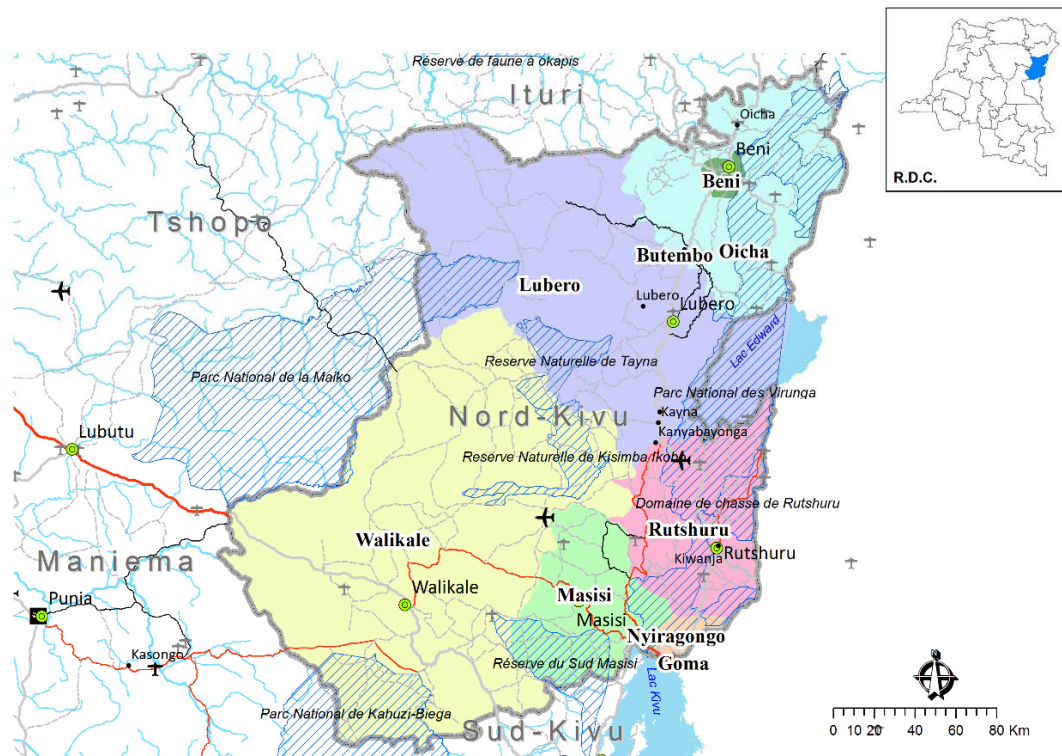 R.D.C.
Réserve de faune à okapis
Ituri
Oicha
Beni
Beni
Tshopo
Butembo
Oicha
Lubero
Lubero
Lubero
Lac Edward
Reserve Naturelle de Tayna
Parc National de la Maiko
Parc National des Virunga
Nord-Kivu
Kayna
Kanyabayonga
Lubutu
Reserve Naturelle de Kisimba Ikobo
Domaine de chasse de Rutshuru
Rutshuru
Walikale
Kiwanja
Rutshuru
Maniema
Walikale
Masisi
Punia
Masisi
Nyiragongo
Kasongo
Réserve du Sud Masisi
Goma
Lac Kivu
Parc National de Kahuzi-Biega
Sud-Kivu
0 10 20 40 60 80 Km